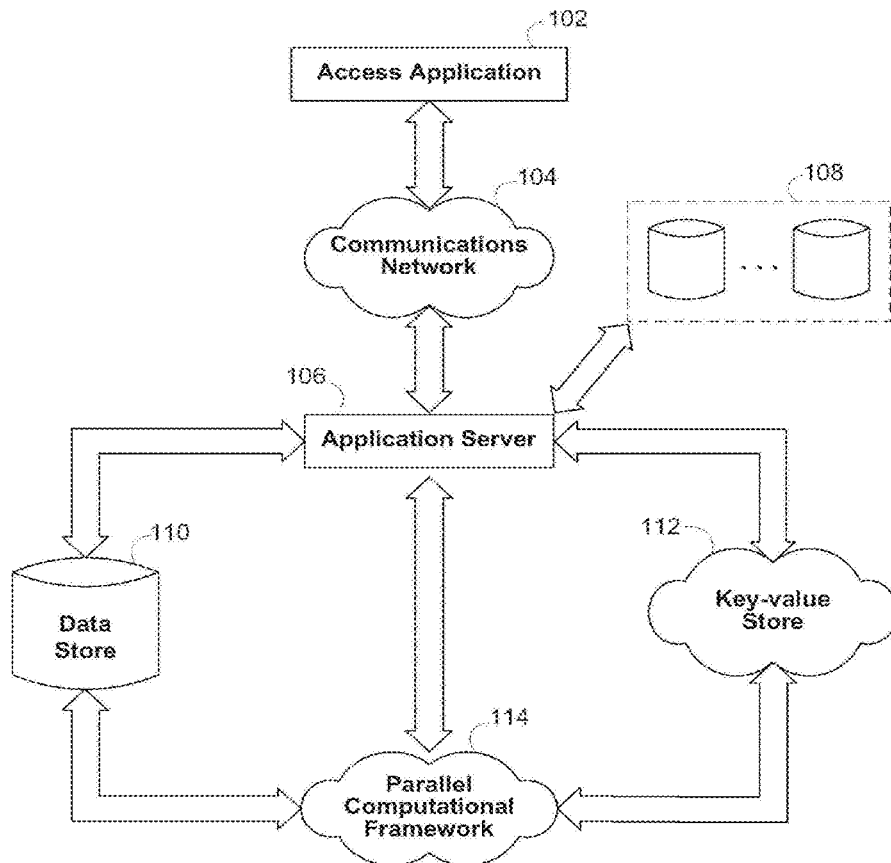 102
Access Application
104
108
Communications
Network
. . .
106
Application Server
110
112
Data
Store
Key-value
Store
114
Parallel
Computational
Framework